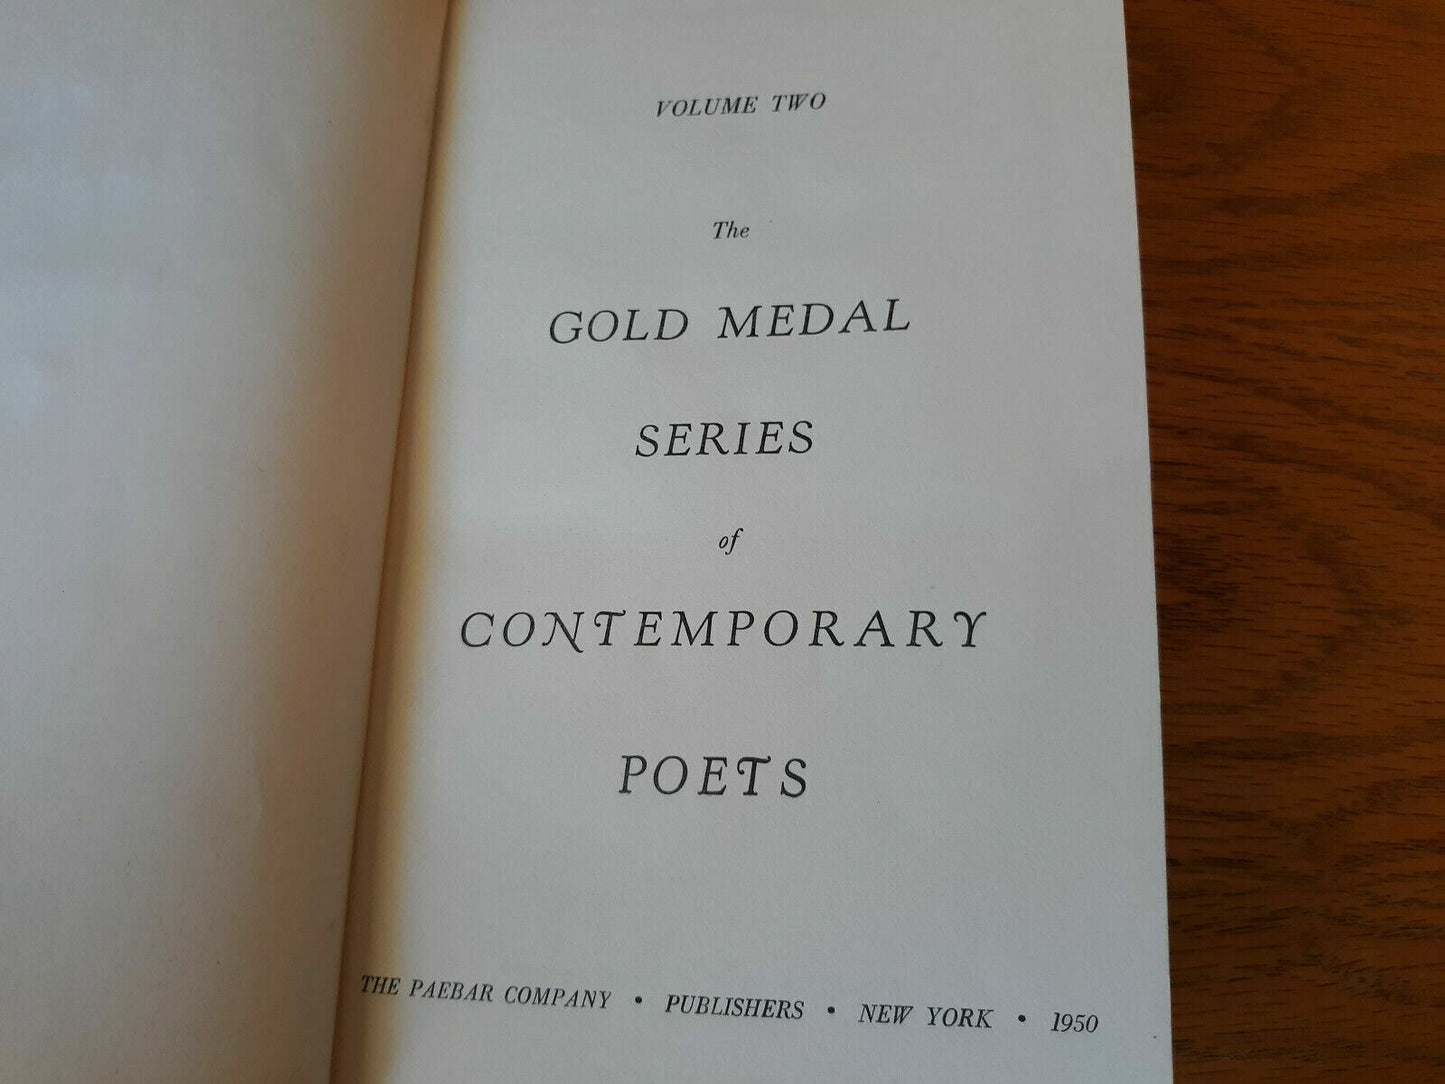 VOLUME TWO
The
GOLD MEDAL
SERIES
of
CONTEMPORARY
POETS
THE PAEBAR COMPANY • PUBLISHERS • NEW YORK • 1950